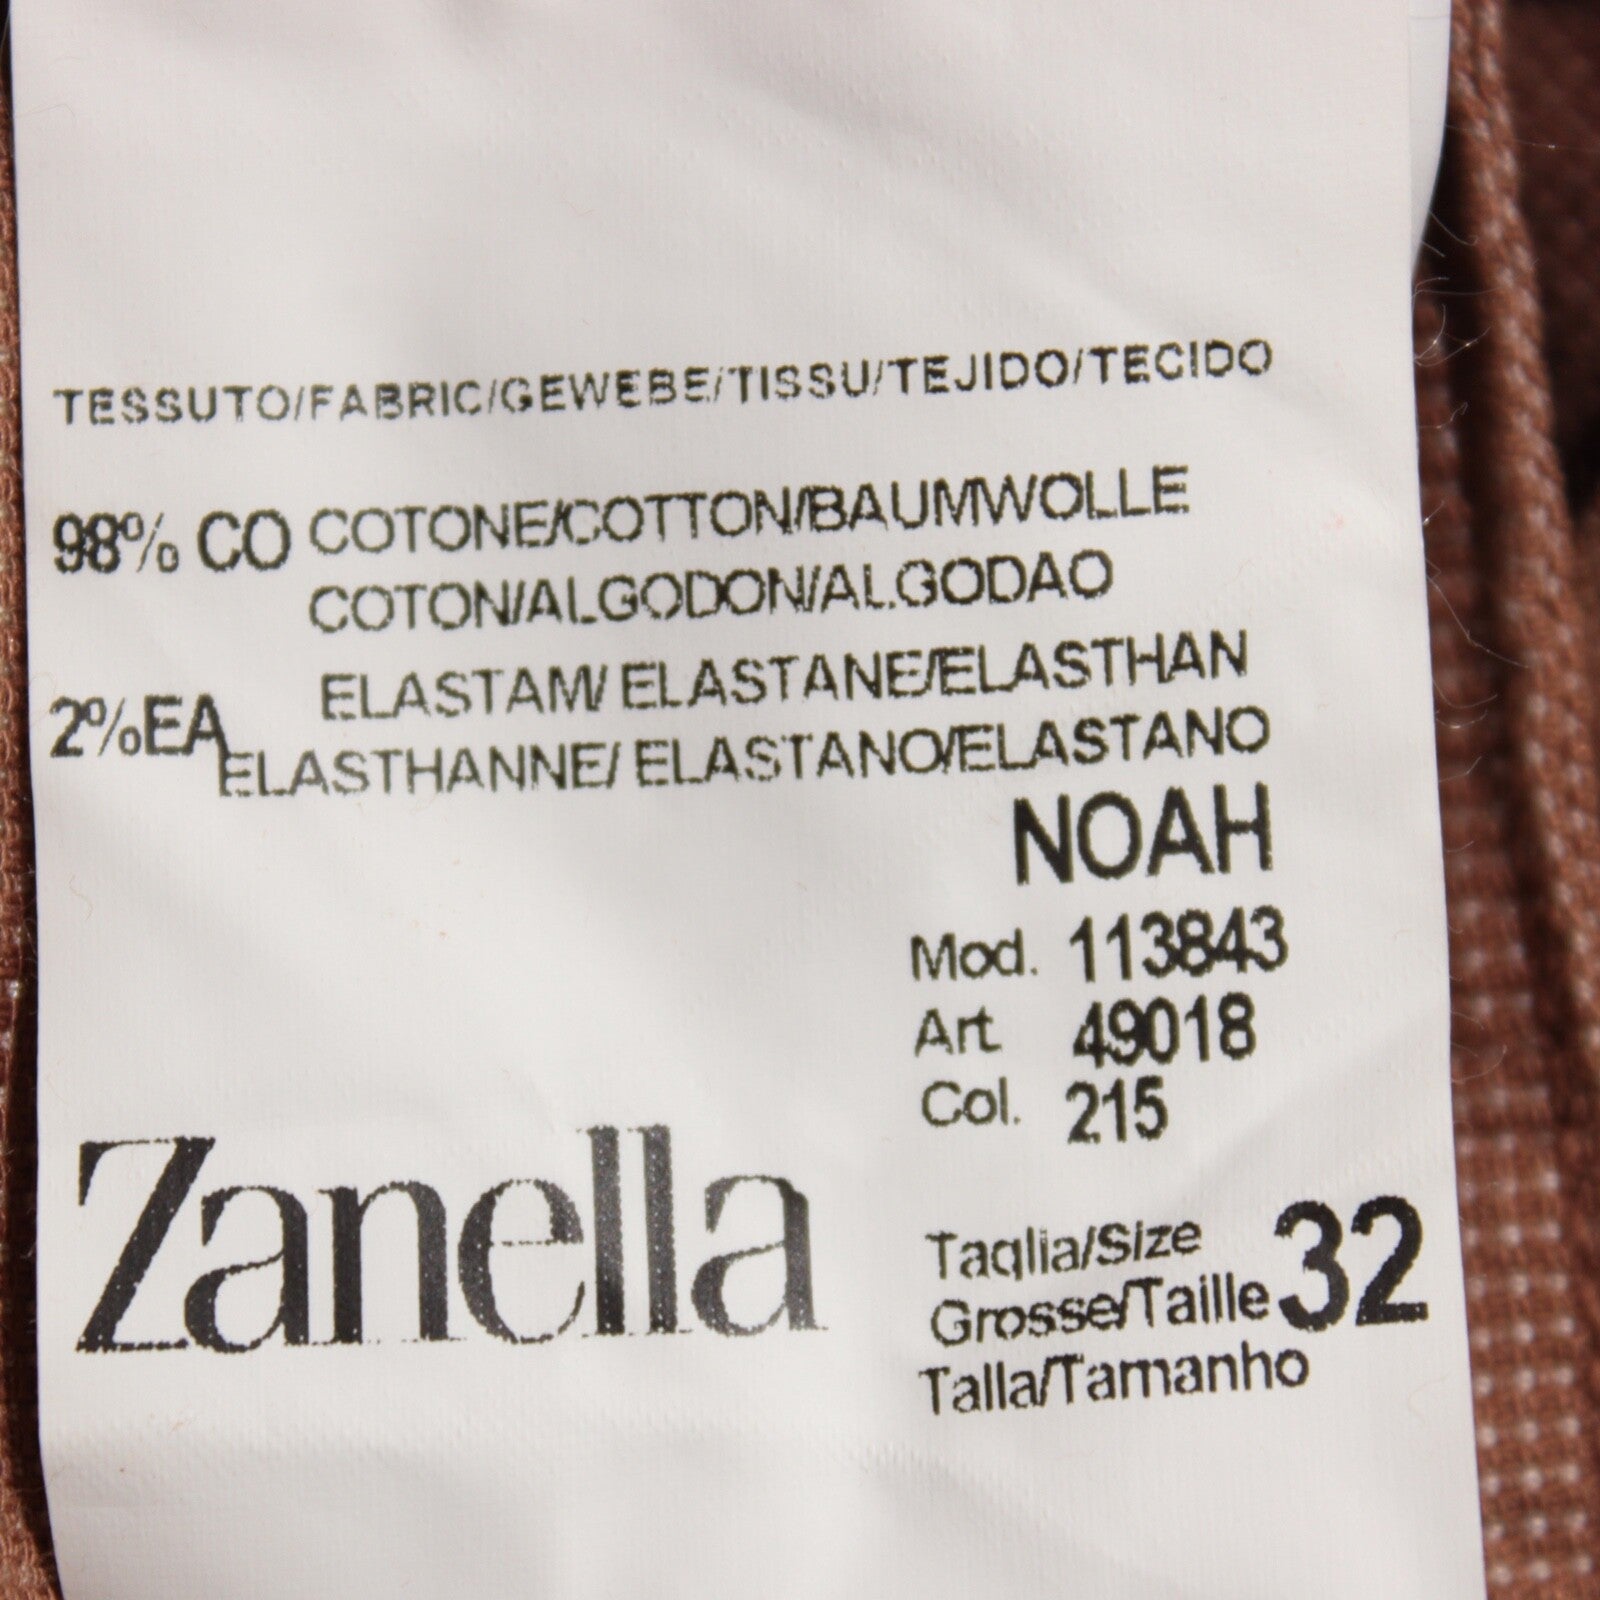 TESSUTO/FABRIC/GEWEBE/TISSU/TEJIDO/TECIDO
98% CO COTONE/COTTON/BAUMWOLLE
COTON/ALGODON/ALGODAO
2%EA ELASTAM/ ELASTANE/ELASTHAN
ELASTHANNE/ ELASTANO/ELASTANO
NOAH
Mod. 113843
Art. 49018
Col. 215
Zanella
Taglia/Size
Grosse/Taille 32
Talla/Tamanho